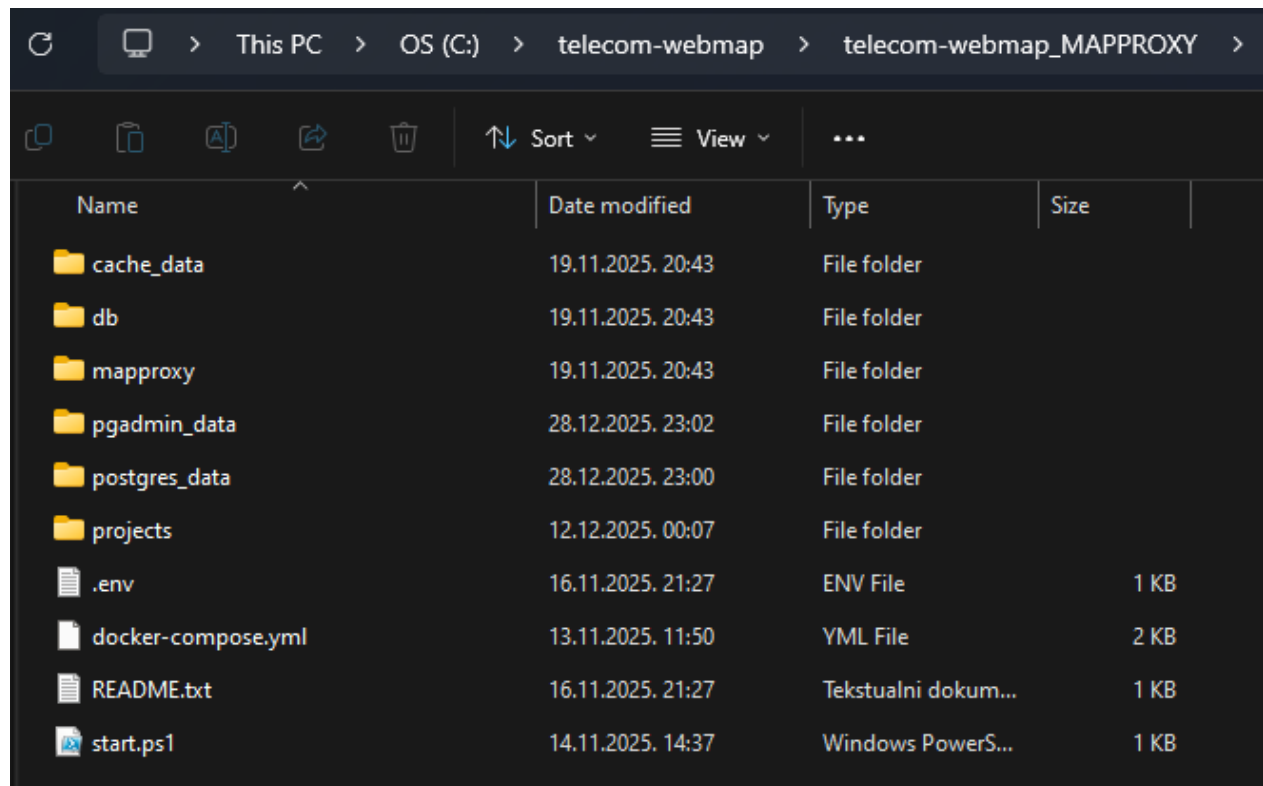 This PC > OS (C:) > telecom-webmap > telecom-webmap_MAPPROXY >
Sort View
Name Date modified Type Size
cache_data 19.11.2025. 20:43 File folder
db 19.11.2025. 20:43 File folder
mapproxy 19.11.2025. 20:43 File folder
pgadmin_data 28.12.2025. 23:02 File folder
postgres_data 28.12.2025. 23:00 File folder
projects 12.12.2025. 00:07 File folder
.env 16.11.2025. 21:27 ENV File 1 KB
docker-compose.yml 13.11.2025. 11:50 YML File 2 KB
README.txt 16.11.2025. 21:27 Tekstualni dokum... 1 KB
start.ps1 14.11.2025. 14:37 Windows PowerS... 1 KB